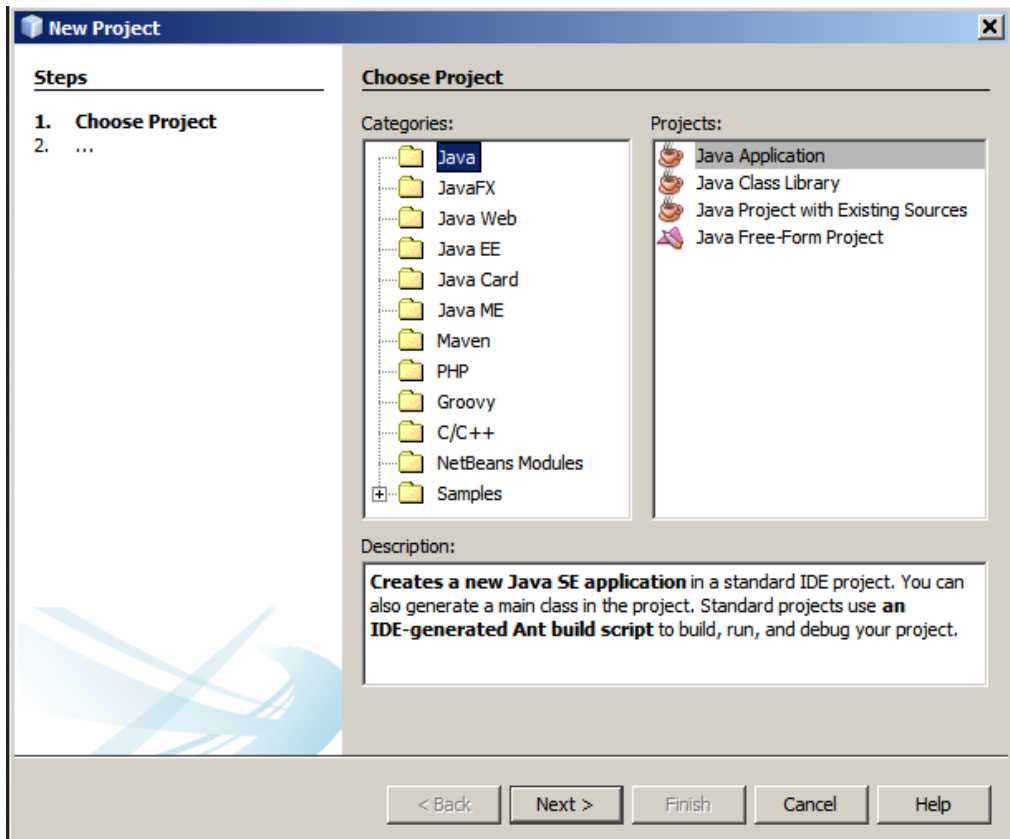 New Project
Steps
1. Choose Project
2. ...
Choose Project
Categories:
Java
JavaFX
Java Web
Java EE
Java Card
Java ME
Maven
PHP
Groovy
C/C++
NetBeans Modules
Samples
Projects:
Java Application
Java Class Library
Java Project with Existing Sources
Java Free-Form Project
Description:
Creates a new Java SE application in a standard IDE project. You can
also generate a main class in the project. Standard projects use an
IDE-generated Ant build script to build, run, and debug your project.
< Back Next > Finish Cancel Help